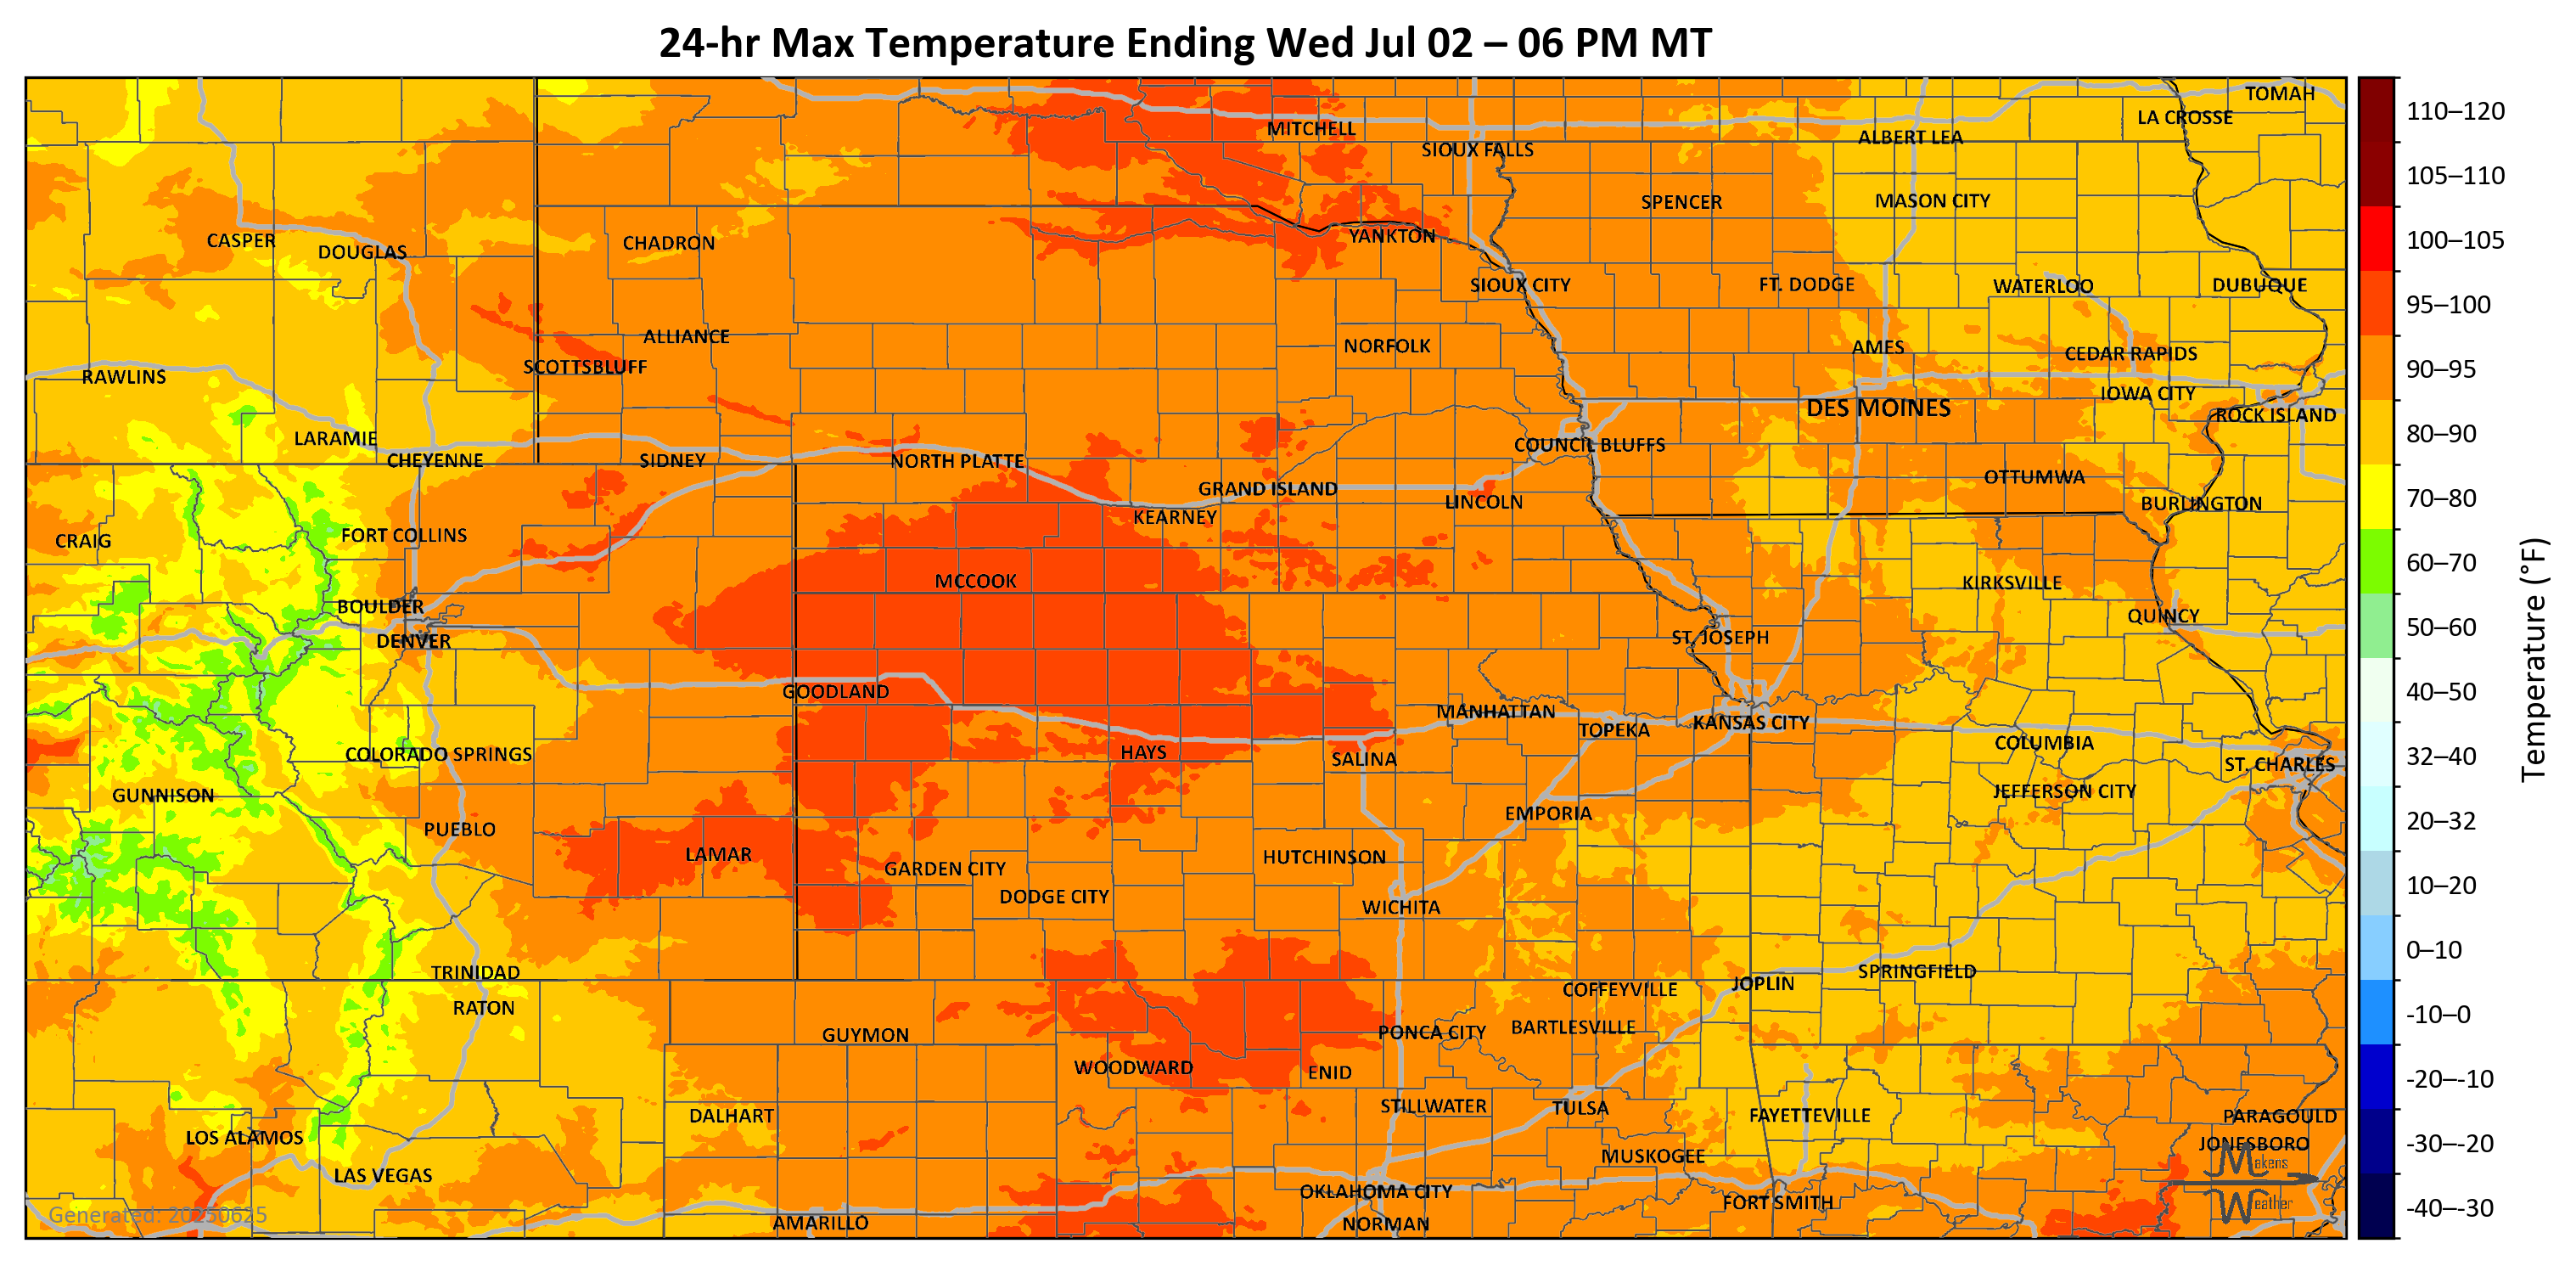 24-hr Max Temperature Ending Wed Jul 02 – 06 PM MT
TOMAH
LA CROSSE
MITCHELL
ALBERT LEA
SIOUX FALLS
SPENCER
MASON CITY
CASPER
DOUGLAS
CHADRON
YANKTON
SIOUX CITY
FT. DODGE
WATERLOO
DUBUQUE
ALLIANCE
NORFOLK
AMES
CEDAR RAPIDS
SCOTTSBLUFF
RAWLINS
IOWA CITY
DES MOINES
ROCK ISLAND
LARAMIE
COUNCIL BLUFFS
CHEYENNE
SIDNEY
NORTH PLATTE
OTTUMWA
GRAND ISLAND
LINCOLN
BURLINGTON
KEARNEY
CRAIG
FORT COLLINS
MCCOOK
KIRKSVILLE
BOULDER
QUINCY
DENVER
ST. JOSEPH
GOODLAND
MANHATTAN
KANSAS CITY
TOPEKA
COLUMBIA
COLORADO SPRINGS
HAYS
SALINA
ST. CHARLES
GUNNISON
JEFFERSON CITY
EMPORIA
PUEBLO
LAMAR
HUTCHINSON
GARDEN CITY
DODGE CITY
WICHITA
TRINIDAD
SPRINGFIELD
JOPLIN
COFFEYVILLE
RATON
BARTLESVILLE
PONCA CITY
GUYMON
WOODWARD
ENID
STILLWATER
TULSA
DALHART
FAYETTEVILLE
PARAGOULD
LOS ALAMOS
JONESBORO
MUSKOGEE
LAS VEGAS
OKLAHOMA CITY
FORT SMITH
AMARILLO
NORMAN
Makens
Weather
Generated: 20250625
110–120
105–110
100–105
95–100
90–95
80–90
70–80
60–70
50–60
40–50
32–40
20–32
10–20
0–10
-10–0
-20–-10
-30–-20
-40–-30
Temperature (°F)